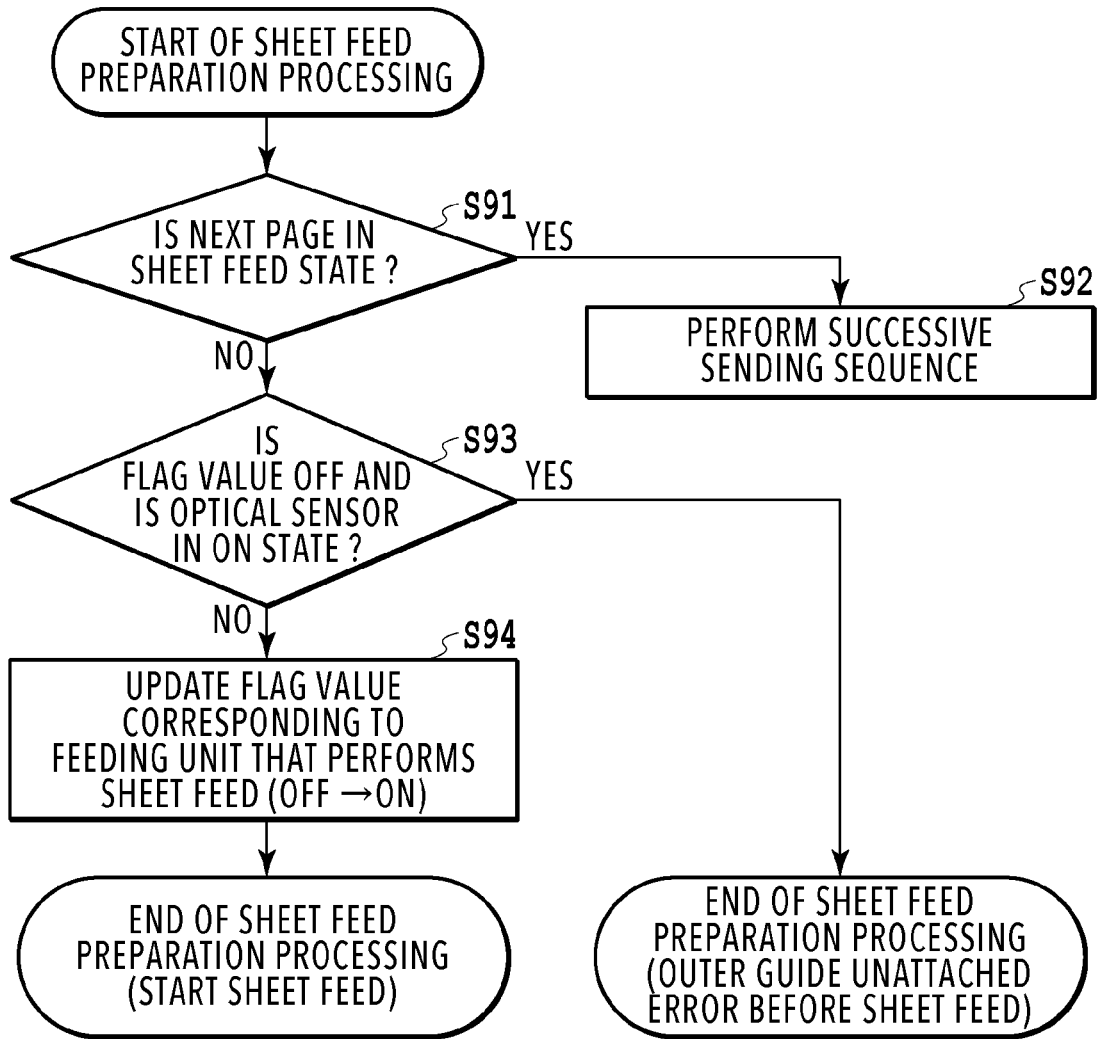 START OF SHEET FEED
PREPARATION PROCESSING
S91
IS NEXT PAGE IN
SHEET FEED STATE ?
YES
NO
S92
PERFORM SUCCESSIVE
SENDING SEQUENCE
S93
IS
FLAG VALUE OFF AND
IS OPTICAL SENSOR
IN ON STATE ?
YES
NO
S94
UPDATE FLAG VALUE
CORRESPONDING TO
FEEDING UNIT THAT PERFORMS
SHEET FEED (OFF →ON)
END OF SHEET FEED
PREPARATION PROCESSING
(START SHEET FEED)
END OF SHEET FEED
PREPARATION PROCESSING
(OUTER GUIDE UNATTACHED
ERROR BEFORE SHEET FEED)